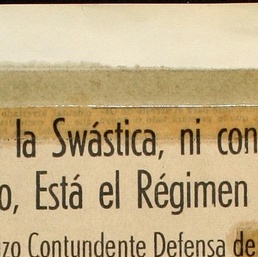 la Swástica, ni con
o, Está el Régimen
zo Contundente Defensa de